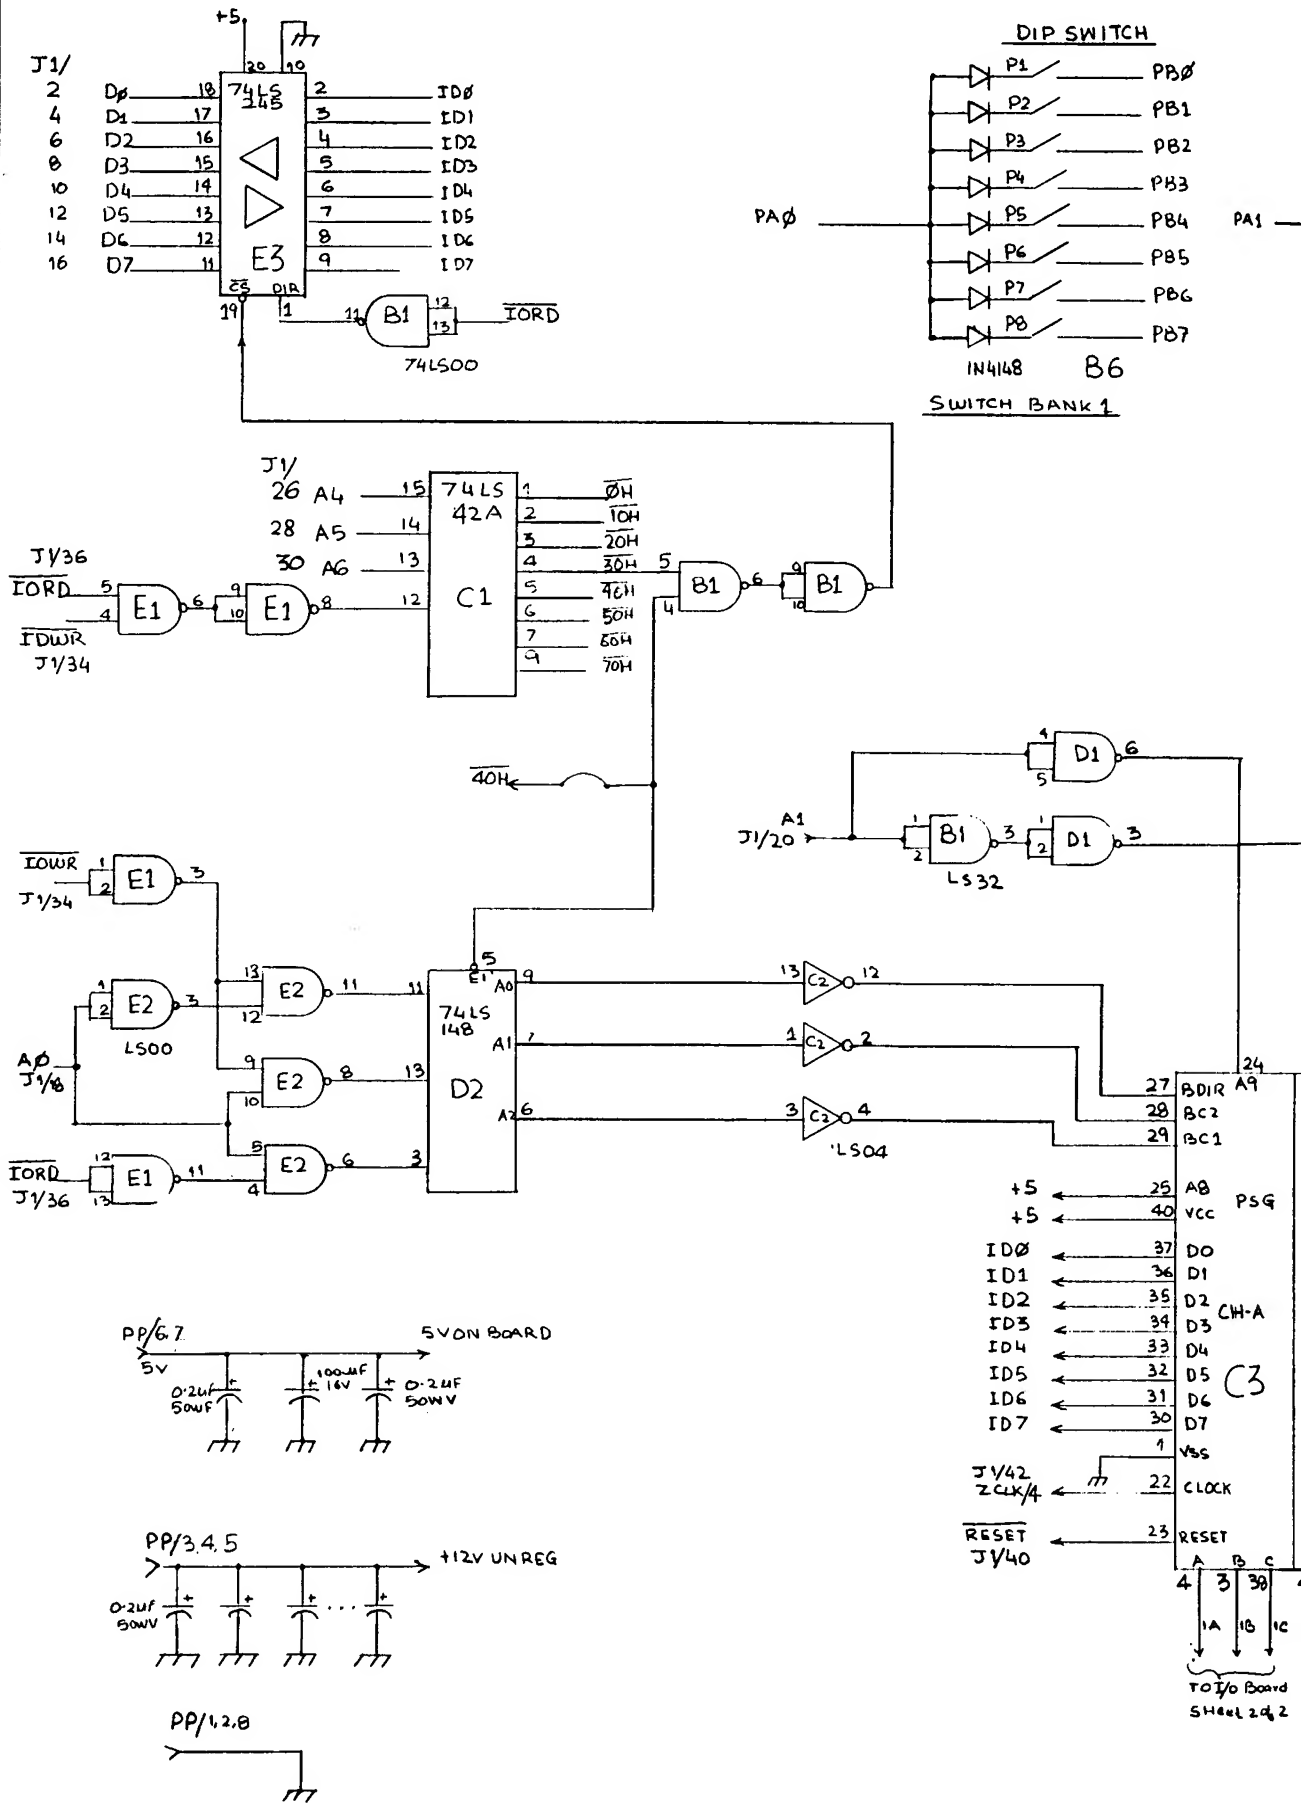 +5
J1/
20 10
2 DØ 18 74LS 2 IDØ
245
4 D1 17 3 ID1
6 D2 16 4 ID2
8 D3 15 5 ID3
10 D4 14 6 ID4
12 D5 13 7 ID5
14 D6 12 8 ID6
16 D7 11 E3 9 ID7
CS DIR
19 1 11 B1 12 13 IORD
74LS00
DIP SWITCH
P1 PBØ
P2 PB1
P3 PB2
P4 PB3
PAØ P5 PB4 PA1
P6 PB5
P7 PB6
P8 PB7
IN4148 B6
SWITCH BANK 1
J1/
26 A4 15 74LS 1 ØH
42A 2 10H
28 A5 14 3 20H
30 A6 13 4 30H 5 B1 6 9 B1
J1/36 5 4
IORD 5 E1 6 9 E1 8 12 C1 6 50H 10
4 10 7 60H
IOWR 9 70H
J1/34
40H
4 D1 6
5
A1
J1/20 1 B1 3 1 D1 3
2 2
LS32
IOWR 1 E1 3
J1/34 2
5
E1 A0 9 13 C2 12
1 E2 3 13 E2 11 11 74LS
2 12 148
LS00 A1 7 1 C2 2
AØ 9 E2 8 13 D2
J1/18 10
A2 6 3 C2 4
LS04
5 E2 6 3
IORD 12 E1 11 4
J1/36 13
24
27 BDIR A9
28 BC2
29 BC1
+5 25 A8 PSG
+5 40 VCC
IDØ 37 D0
ID1 36 D1
ID2 35 D2 CH-A
ID3 34 D3
ID4 33 D4
ID5 32 D5 C3
ID6 31 D6
ID7 30 D7
1 VSS
J1/42
ZCLK/4 22 CLOCK
RESET 23 RESET
J1/40
A B C
4 3 38
1A 1B 1C
TO I/O Board
SHeet 2 of 2
PP/6,7 5V ON BOARD
5V
0.2uF 100uF 0.2uF
50WF 16V 50WV
PP/3,4,5 +12V UNREG
0.2uF
50WV
PP/1,2,8